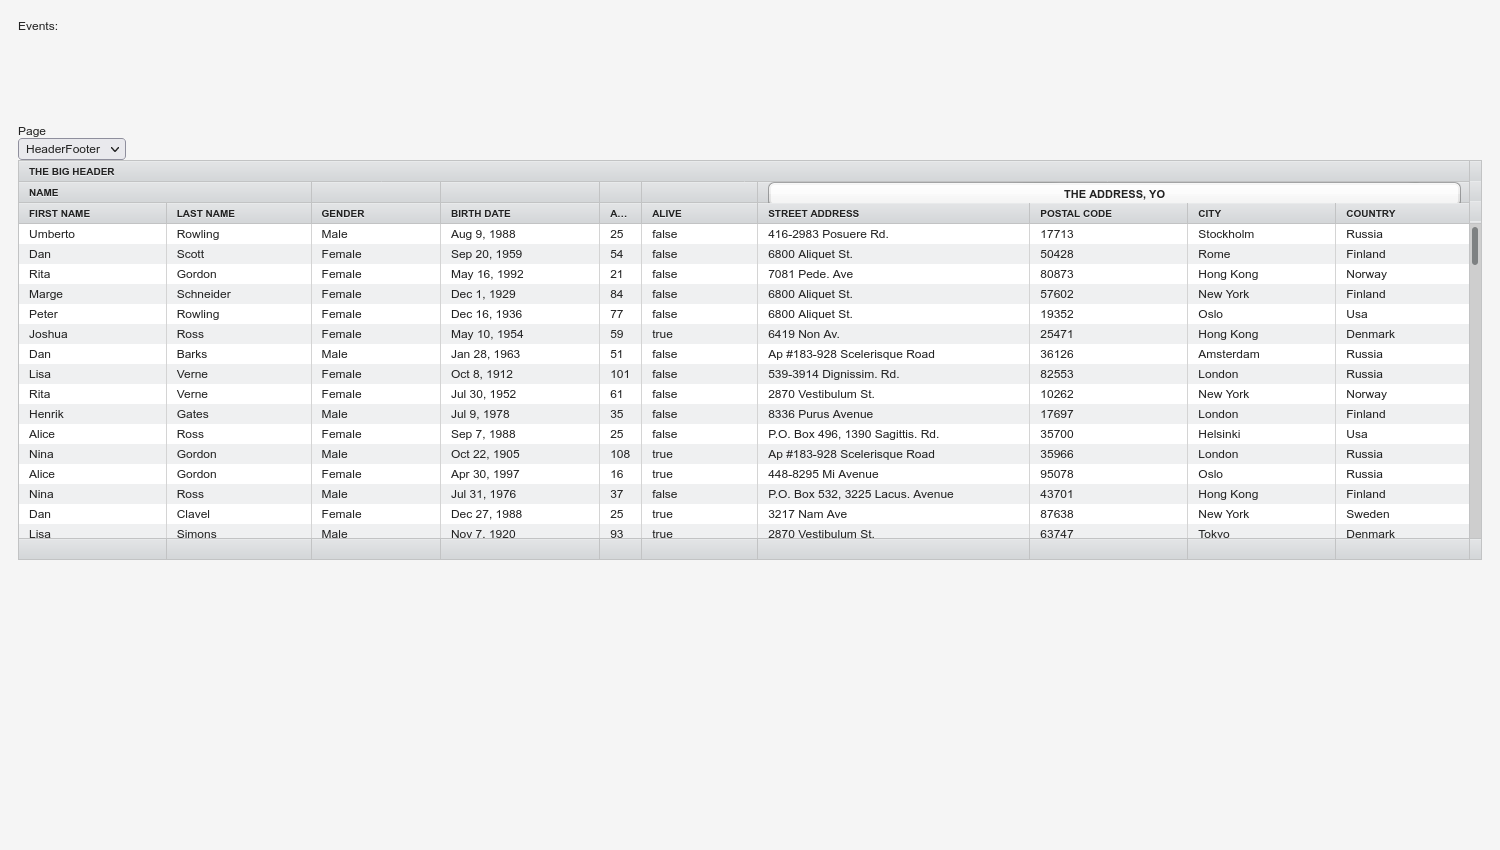 Events:
Page
HeaderFooter
THE BIG HEADER
NAME THE ADDRESS, YO
FIRST NAME LAST NAME GENDER BIRTH DATE A... ALIVE STREET ADDRESS POSTAL CODE CITY COUNTRY
Umberto Rowling Male Aug 9, 1988 25 false 416-2983 Posuere Rd. 17713 Stockholm Russia
Dan Scott Female Sep 20, 1959 54 false 6800 Aliquet St. 50428 Rome Finland
Rita Gordon Female May 16, 1992 21 false 7081 Pede. Ave 80873 Hong Kong Norway
Marge Schneider Female Dec 1, 1929 84 false 6800 Aliquet St. 57602 New York Finland
Peter Rowling Female Dec 16, 1936 77 false 6800 Aliquet St. 19352 Oslo Usa
Joshua Ross Female May 10, 1954 59 true 6419 Non Av. 25471 Hong Kong Denmark
Dan Barks Male Jan 28, 1963 51 false Ap #183-928 Scelerisque Road 36126 Amsterdam Russia
Lisa Verne Female Oct 8, 1912 101 false 539-3914 Dignissim. Rd. 82553 London Russia
Rita Verne Female Jul 30, 1952 61 false 2870 Vestibulum St. 10262 New York Norway
Henrik Gates Male Jul 9, 1978 35 false 8336 Purus Avenue 17697 London Finland
Alice Ross Female Sep 7, 1988 25 false P.O. Box 496, 1390 Sagittis. Rd. 35700 Helsinki Usa
Nina Gordon Male Oct 22, 1905 108 true Ap #183-928 Scelerisque Road 35966 London Russia
Alice Gordon Female Apr 30, 1997 16 true 448-8295 Mi Avenue 95078 Oslo Russia
Nina Ross Male Jul 31, 1976 37 false P.O. Box 532, 3225 Lacus. Avenue 43701 Hong Kong Finland
Dan Clavel Female Dec 27, 1988 25 true 3217 Nam Ave 87638 New York Sweden
Lisa Simons Male Nov 7, 1920 93 true 2870 Vestibulum St. 63747 Tokyo Denmark